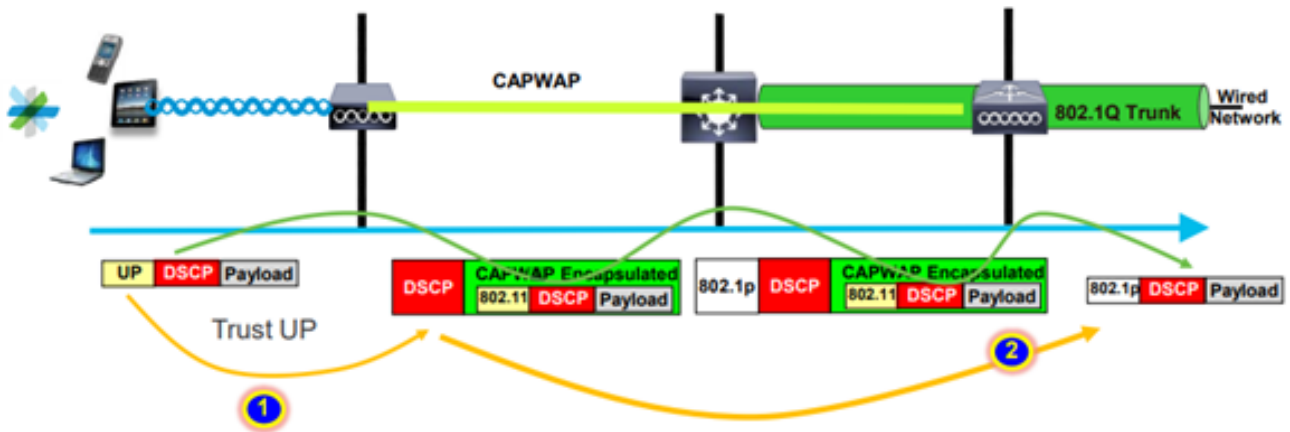 CAPWAP
802.1Q Trunk
Wired
Network
UP DSCP Payload
DSCP
CAPWAP Encapsulated
802.11 DSCP Payload
802.1p DSCP
CAPWAP Encapsulated
802.11 DSCP Payload
802.1p DSCP Payload
Trust UP
1
2